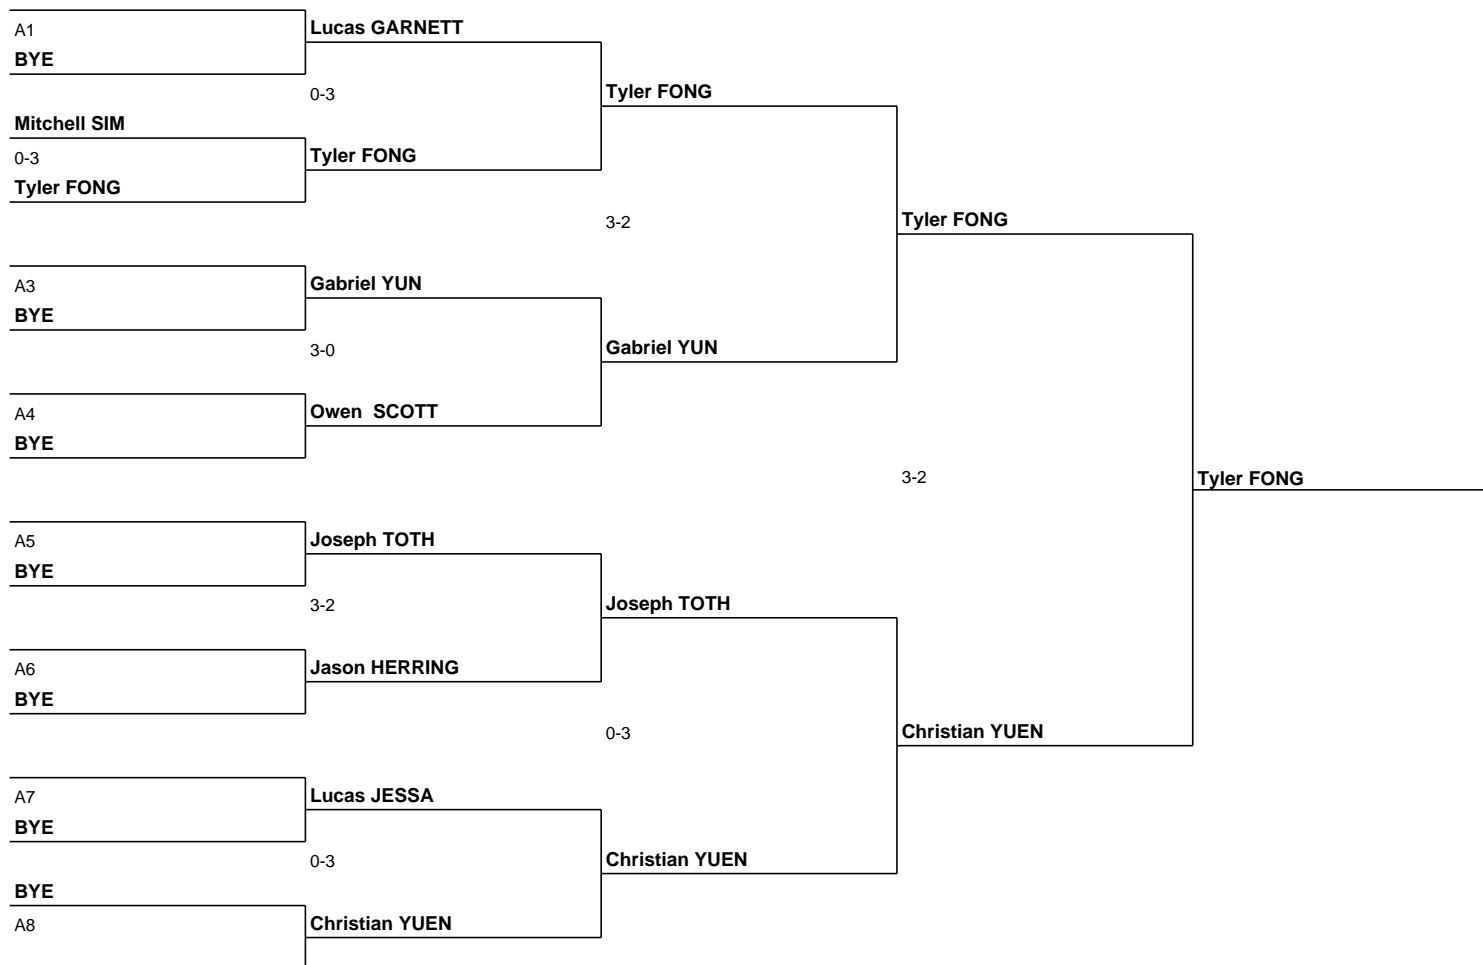 A1
BYE
Mitchell SIM
0-3
Tyler FONG
A3
BYE
A4
BYE
A5
BYE
A6
BYE
A7
BYE
BYE
A8
Lucas GARNETT
0-3
Tyler FONG
Gabriel YUN
3-0
Owen  SCOTT
Joseph TOTH
3-2
Jason HERRING
Lucas JESSA
0-3
Christian YUEN
Tyler FONG
3-2
Gabriel YUN
Joseph TOTH
0-3
Christian YUEN
Tyler FONG
3-2
Christian YUEN
Tyler FONG